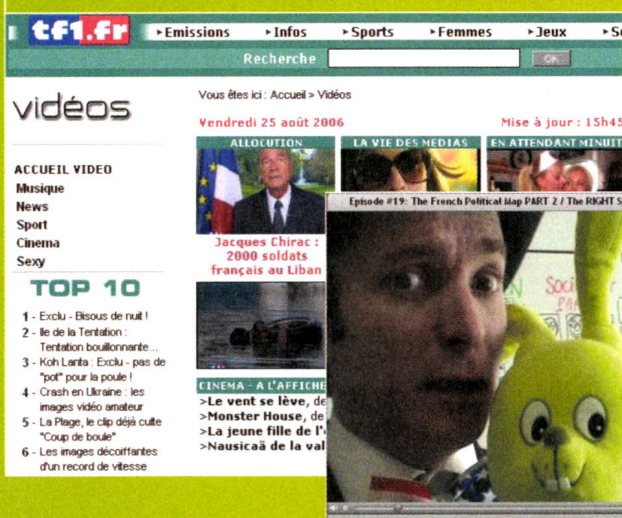 tf1.fr
Emissions
Infos
Sports
Femmes
Jeux
Recherche
OK
vidéos
Vous êtes ici : Accueil > Vidéos
Vendredi 25 août 2006
Mise à jour : 15h45
ALLOCUTION
LA VIE DES MEDIAS
EN ATTENDANT MINUIT
ACCUEIL VIDEO
Musique
News
Sport
Cinema
Sexy
Jacques Chirac :
2000 soldats
français au Liban
Episode #19: The French Political Map PART 2 / The RIGHT S
TOP 10
1 - Exclu - Bisous de nuit !
2 - Ile de la Tentation :
Tentation bouillonnante...
3 - Koh Lanta : Exclu - pas de
"pot" pour la poule !
4 - Crash en Ukraine : les
images vidéo amateur
5 - La Plage, le clip déjà culte
"Coup de boule"
6 - Les images décoiffantes
d'un record de vitesse
CINEMA - A L'AFFICHE
>Le vent se lève, de
>Monster House, de
>La jeune fille de l'
>Nausicaä de la val